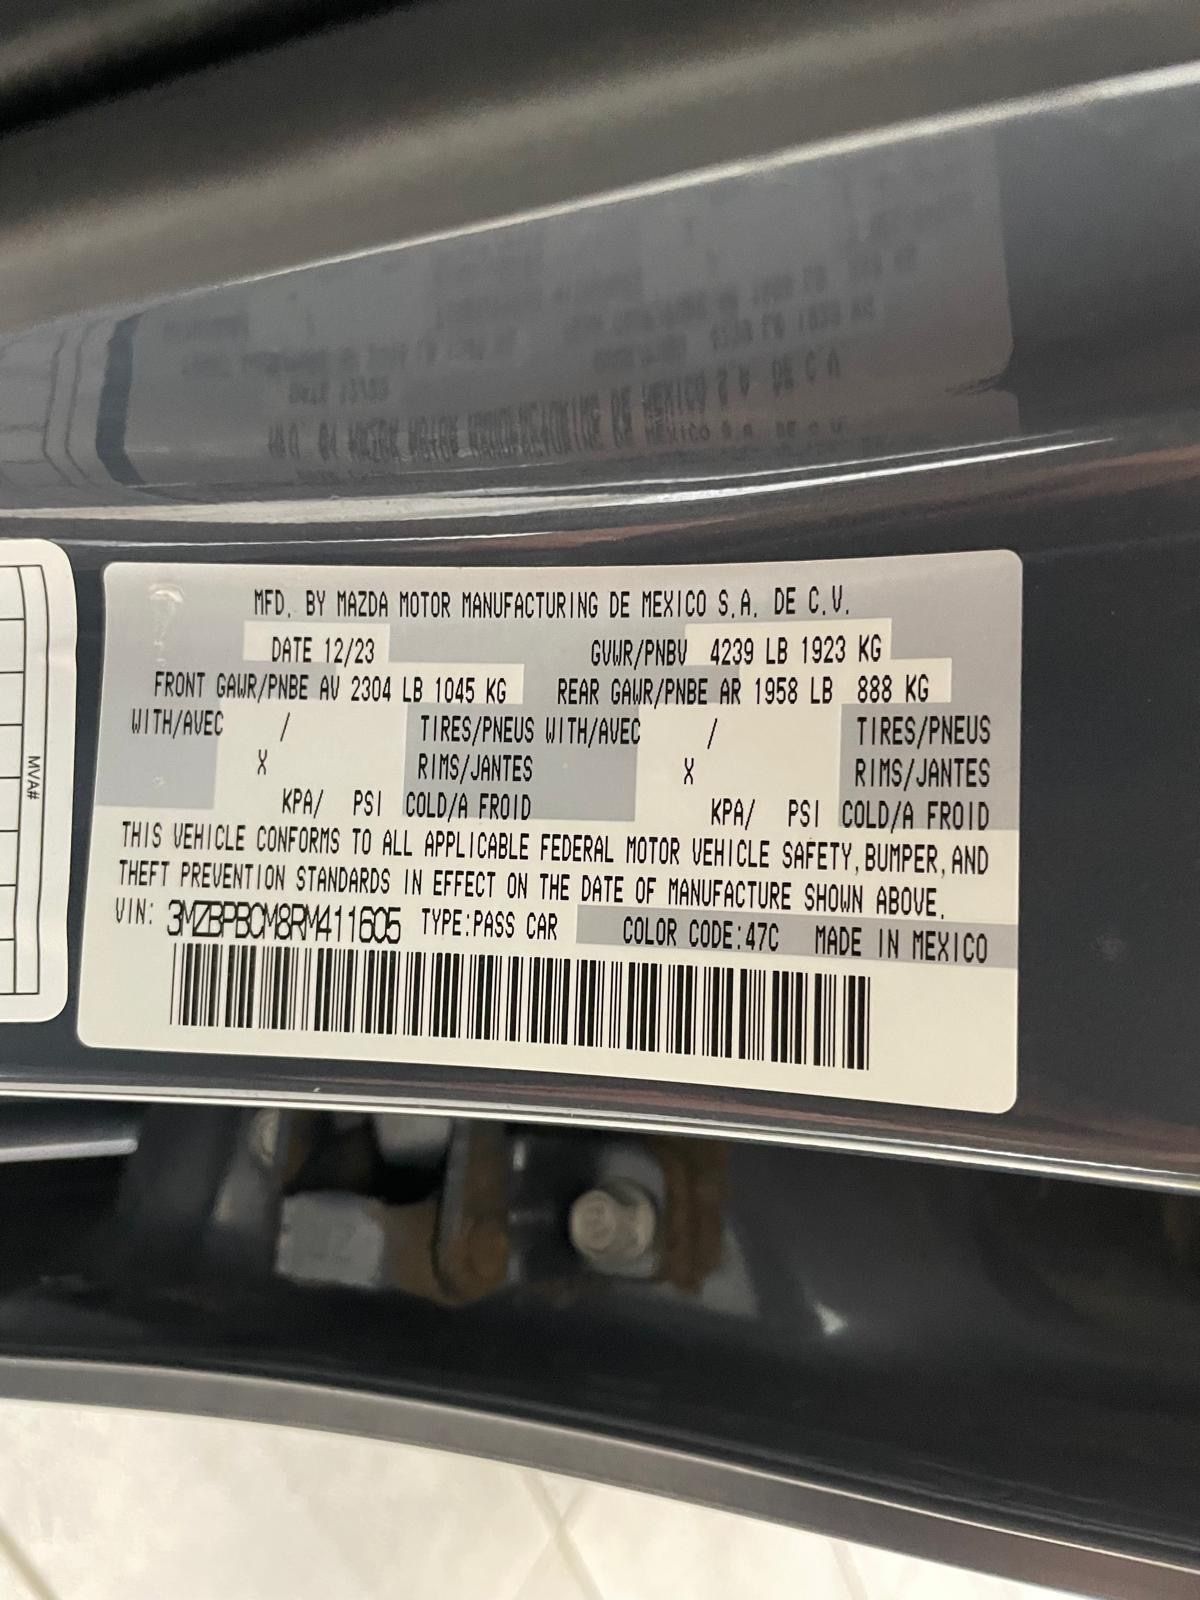 MFD. BY MAZDA MOTOR MANUFACTURING DE MEXICO S.A. DE C.V.
DATE 12/23 GVWR/PNBV 4239 LB 1923 KG
FRONT GAWR/PNBE AV 2304 LB 1045 KG REAR GAWR/PNBE AR 1958 LB 888 KG
WITH/AVEC / TIRES/PNEUS WITH/AVEC / TIRES/PNEUS
X RIMS/JANTES X RIMS/JANTES
KPA/ PSI COLD/A FROID KPA/ PSI COLD/A FROID
THIS VEHICLE CONFORMS TO ALL APPLICABLE FEDERAL MOTOR VEHICLE SAFETY, BUMPER, AND
THEFT PREVENTION STANDARDS IN EFFECT ON THE DATE OF MANUFACTURE SHOWN ABOVE.
VIN: 3MZBPBCM8RM411605 TYPE:PASS CAR COLOR CODE:47C MADE IN MEXICO
MVA#